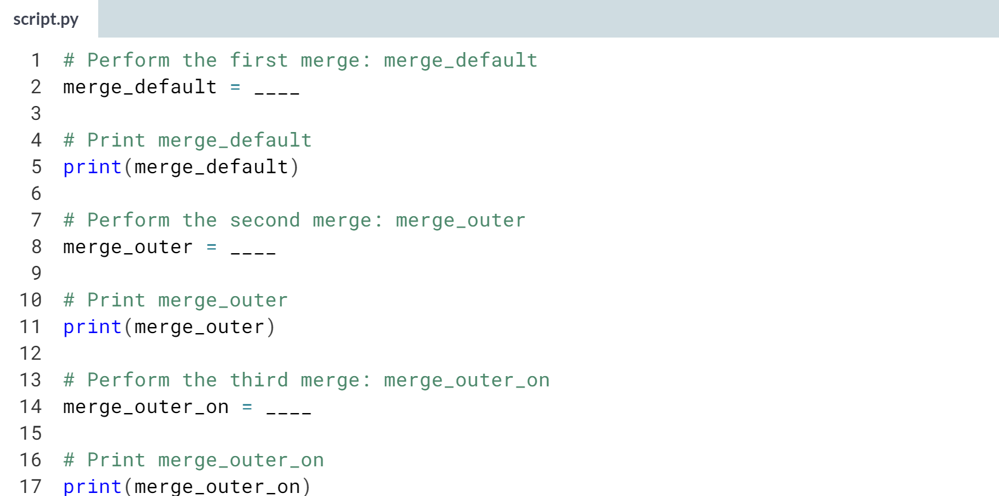 script.py
1 # Perform the first merge: merge_default
2 merge_default = ____
3
4 # Print merge_default
5 print(merge_default)
6
7 # Perform the second merge: merge_outer
8 merge_outer = ____
9
10 # Print merge_outer
11 print(merge_outer)
12
13 # Perform the third merge: merge_outer_on
14 merge_outer_on = ____
15
16 # Print merge_outer_on
17 print(merge_outer_on)